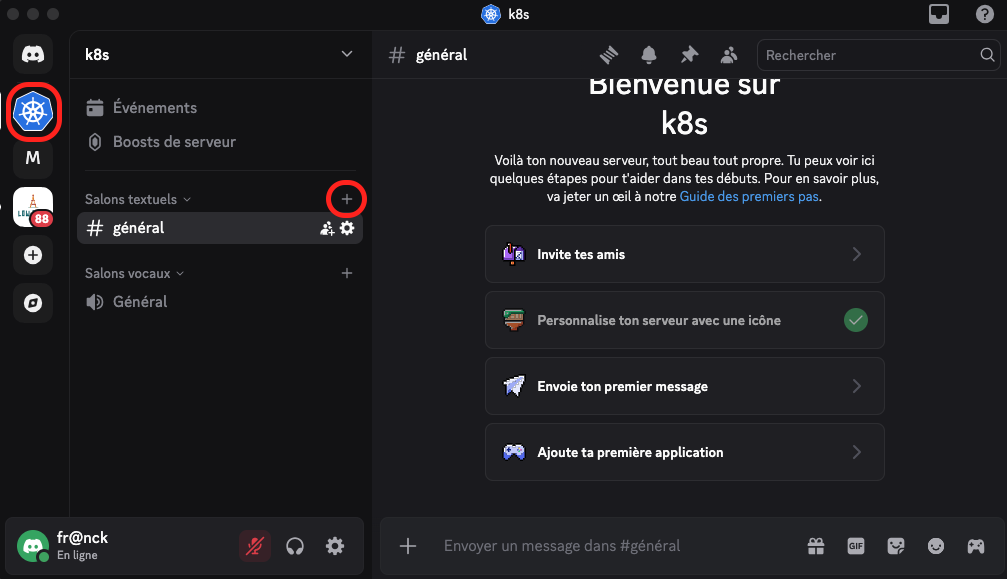 k8s
k8s
général
Rechercher
Événements
Boosts de serveur
M
Salons textuels
général
88
Salons vocaux
Général
Bienvenue sur
k8s
Voilà ton nouveau serveur, tout beau tout propre. Tu peux voir ici
quelques étapes pour t'aider dans tes débuts. Pour en savoir plus,
va jeter un œil à notre Guide des premiers pas.
Invite tes amis
Personnalise ton serveur avec une icône
Envoie ton premier message
Ajoute ta première application
fr@nck
En ligne
Envoyer un message dans #général
GIF